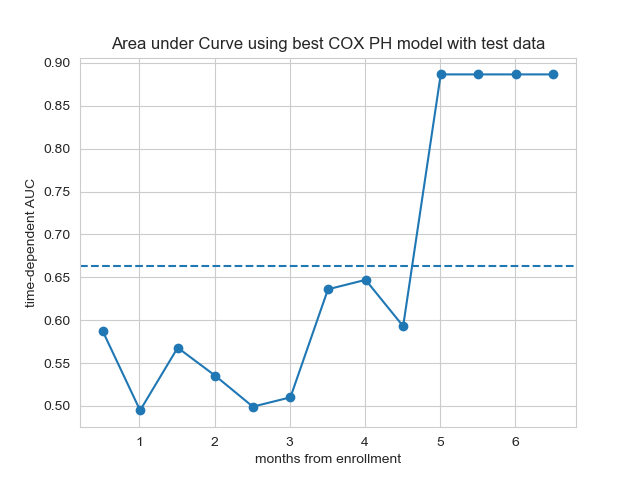 Area under Curve using best COX PH model with test data
time-dependent AUC
0.90
0.85
0.80
0.75
0.70
0.65
0.60
0.55
0.50
1 2 3 4 5 6
months from enrollment